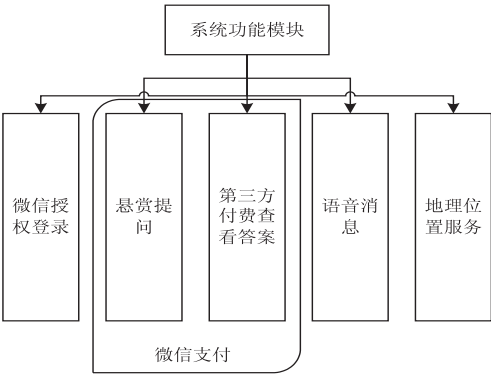 系统功能模块
微信授
权登录
悬赏提
问
第三方
付费查
看答案
语音消
息
地理位
置服务
微信支付